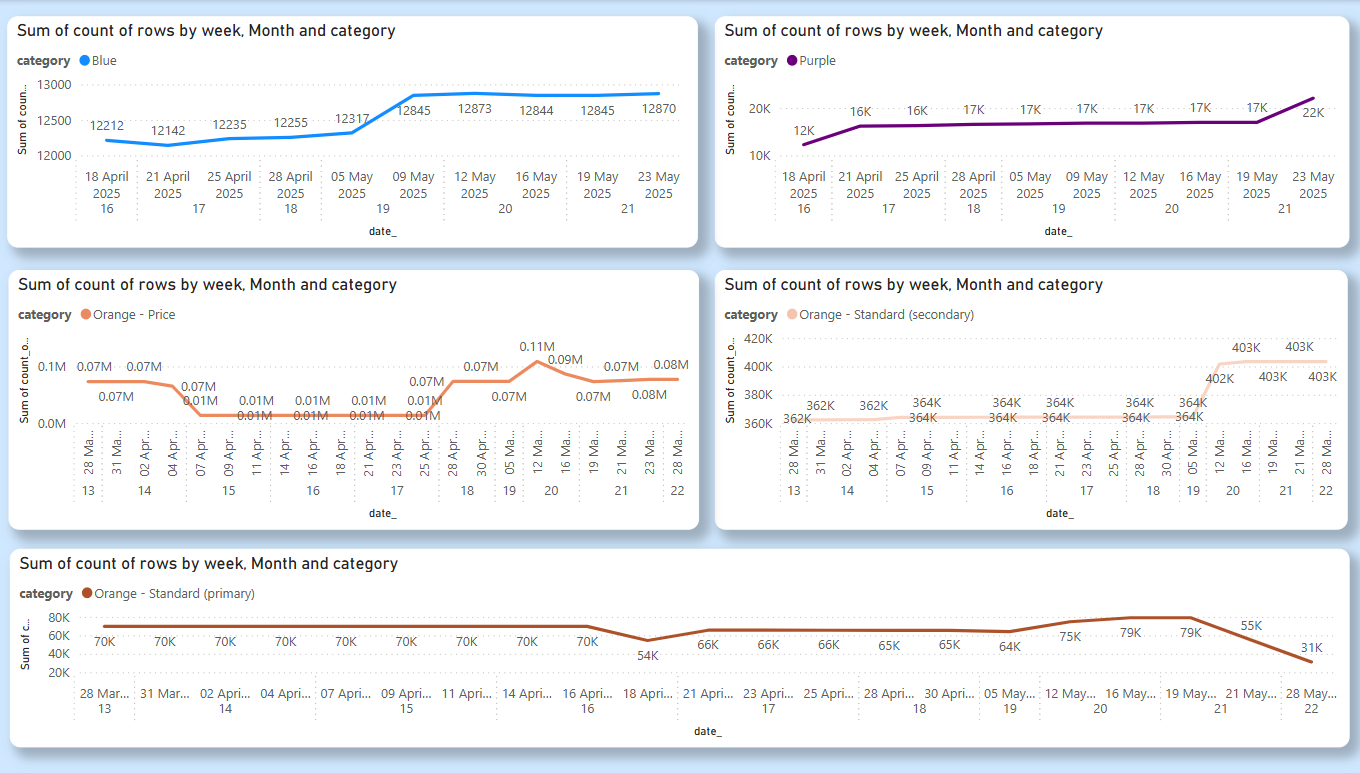 Sum of count of rows by week, Month and category
category Blue
Sum of coun...
13000
12500
12000
12212 12142 12235 12255 12317 12845 12873 12844 12845 12870
18 April 21 April 25 April 28 April 05 May 09 May 12 May 16 May 19 May 23 May
2025 2025 2025 2025 2025 2025 2025 2025 2025 2025
16 17 18 19 20 21
date_
Sum of count of rows by week, Month and category
category Purple
Sum of coun...
20K
10K
12K 16K 16K 17K 17K 17K 17K 17K 17K 22K
18 April 21 April 25 April 28 April 05 May 09 May 12 May 16 May 19 May 23 May
2025 2025 2025 2025 2025 2025 2025 2025 2025 2025
16 17 18 19 20 21
date_
Sum of count of rows by week, Month and category
category Orange - Price
Sum of count_o...
0.1M
0.0M
0.07M 0.07M 0.07M 0.07M 0.01M 0.01M 0.01M 0.01M 0.01M 0.01M 0.01M 0.01M 0.01M 0.07M 0.07M 0.07M 0.11M 0.09M 0.07M 0.07M 0.08M 0.08M
28 Ma... 31 Ma... 02 Apr... 04 Apr... 07 Apr... 09 Apr... 11 Apr... 14 Apr... 16 Apr... 18 Apr... 21 Apr... 23 Apr... 25 Apr... 28 Apr... 30 Apr... 05 Ma... 12 Ma... 16 Ma... 19 Ma... 21 Ma... 23 Ma... 28 Ma...
13 14 15 16 17 18 19 20 21 22
date_
Sum of count of rows by week, Month and category
category Orange - Standard (secondary)
Sum of count_o...
420K
400K
380K
360K
362K 362K 362K 364K 364K 364K 364K 364K 364K 364K 364K 364K 364K 402K 403K 403K 403K 403K
28 Ma... 31 Ma... 02 Apr... 04 Apr... 07 Apr... 09 Apr... 11 Apr... 14 Apr... 16 Apr... 18 Apr... 21 Apr... 23 Apr... 25 Apr... 28 Apr... 30 Apr... 05 Ma... 12 Ma... 16 Ma... 19 Ma... 21 Ma... 28 Ma...
13 14 15 16 17 18 19 20 21 22
date_
Sum of count of rows by week, Month and category
category Orange - Standard (primary)
Sum of c...
80K
60K
40K
20K
70K 70K 70K 70K 70K 70K 70K 70K 70K 54K 66K 66K 66K 65K 65K 64K 75K 79K 79K 55K 31K
28 Mar... 31 Mar... 02 Apri... 04 Apri... 07 Apri... 09 Apri... 11 Apri... 14 Apri... 16 Apri... 18 Apri... 21 Apri... 23 Apri... 25 Apri... 28 Apri... 30 Apri... 05 May... 12 May... 16 May... 19 May... 21 May... 28 May...
13 14 15 16 17 18 19 20 21 22
date_